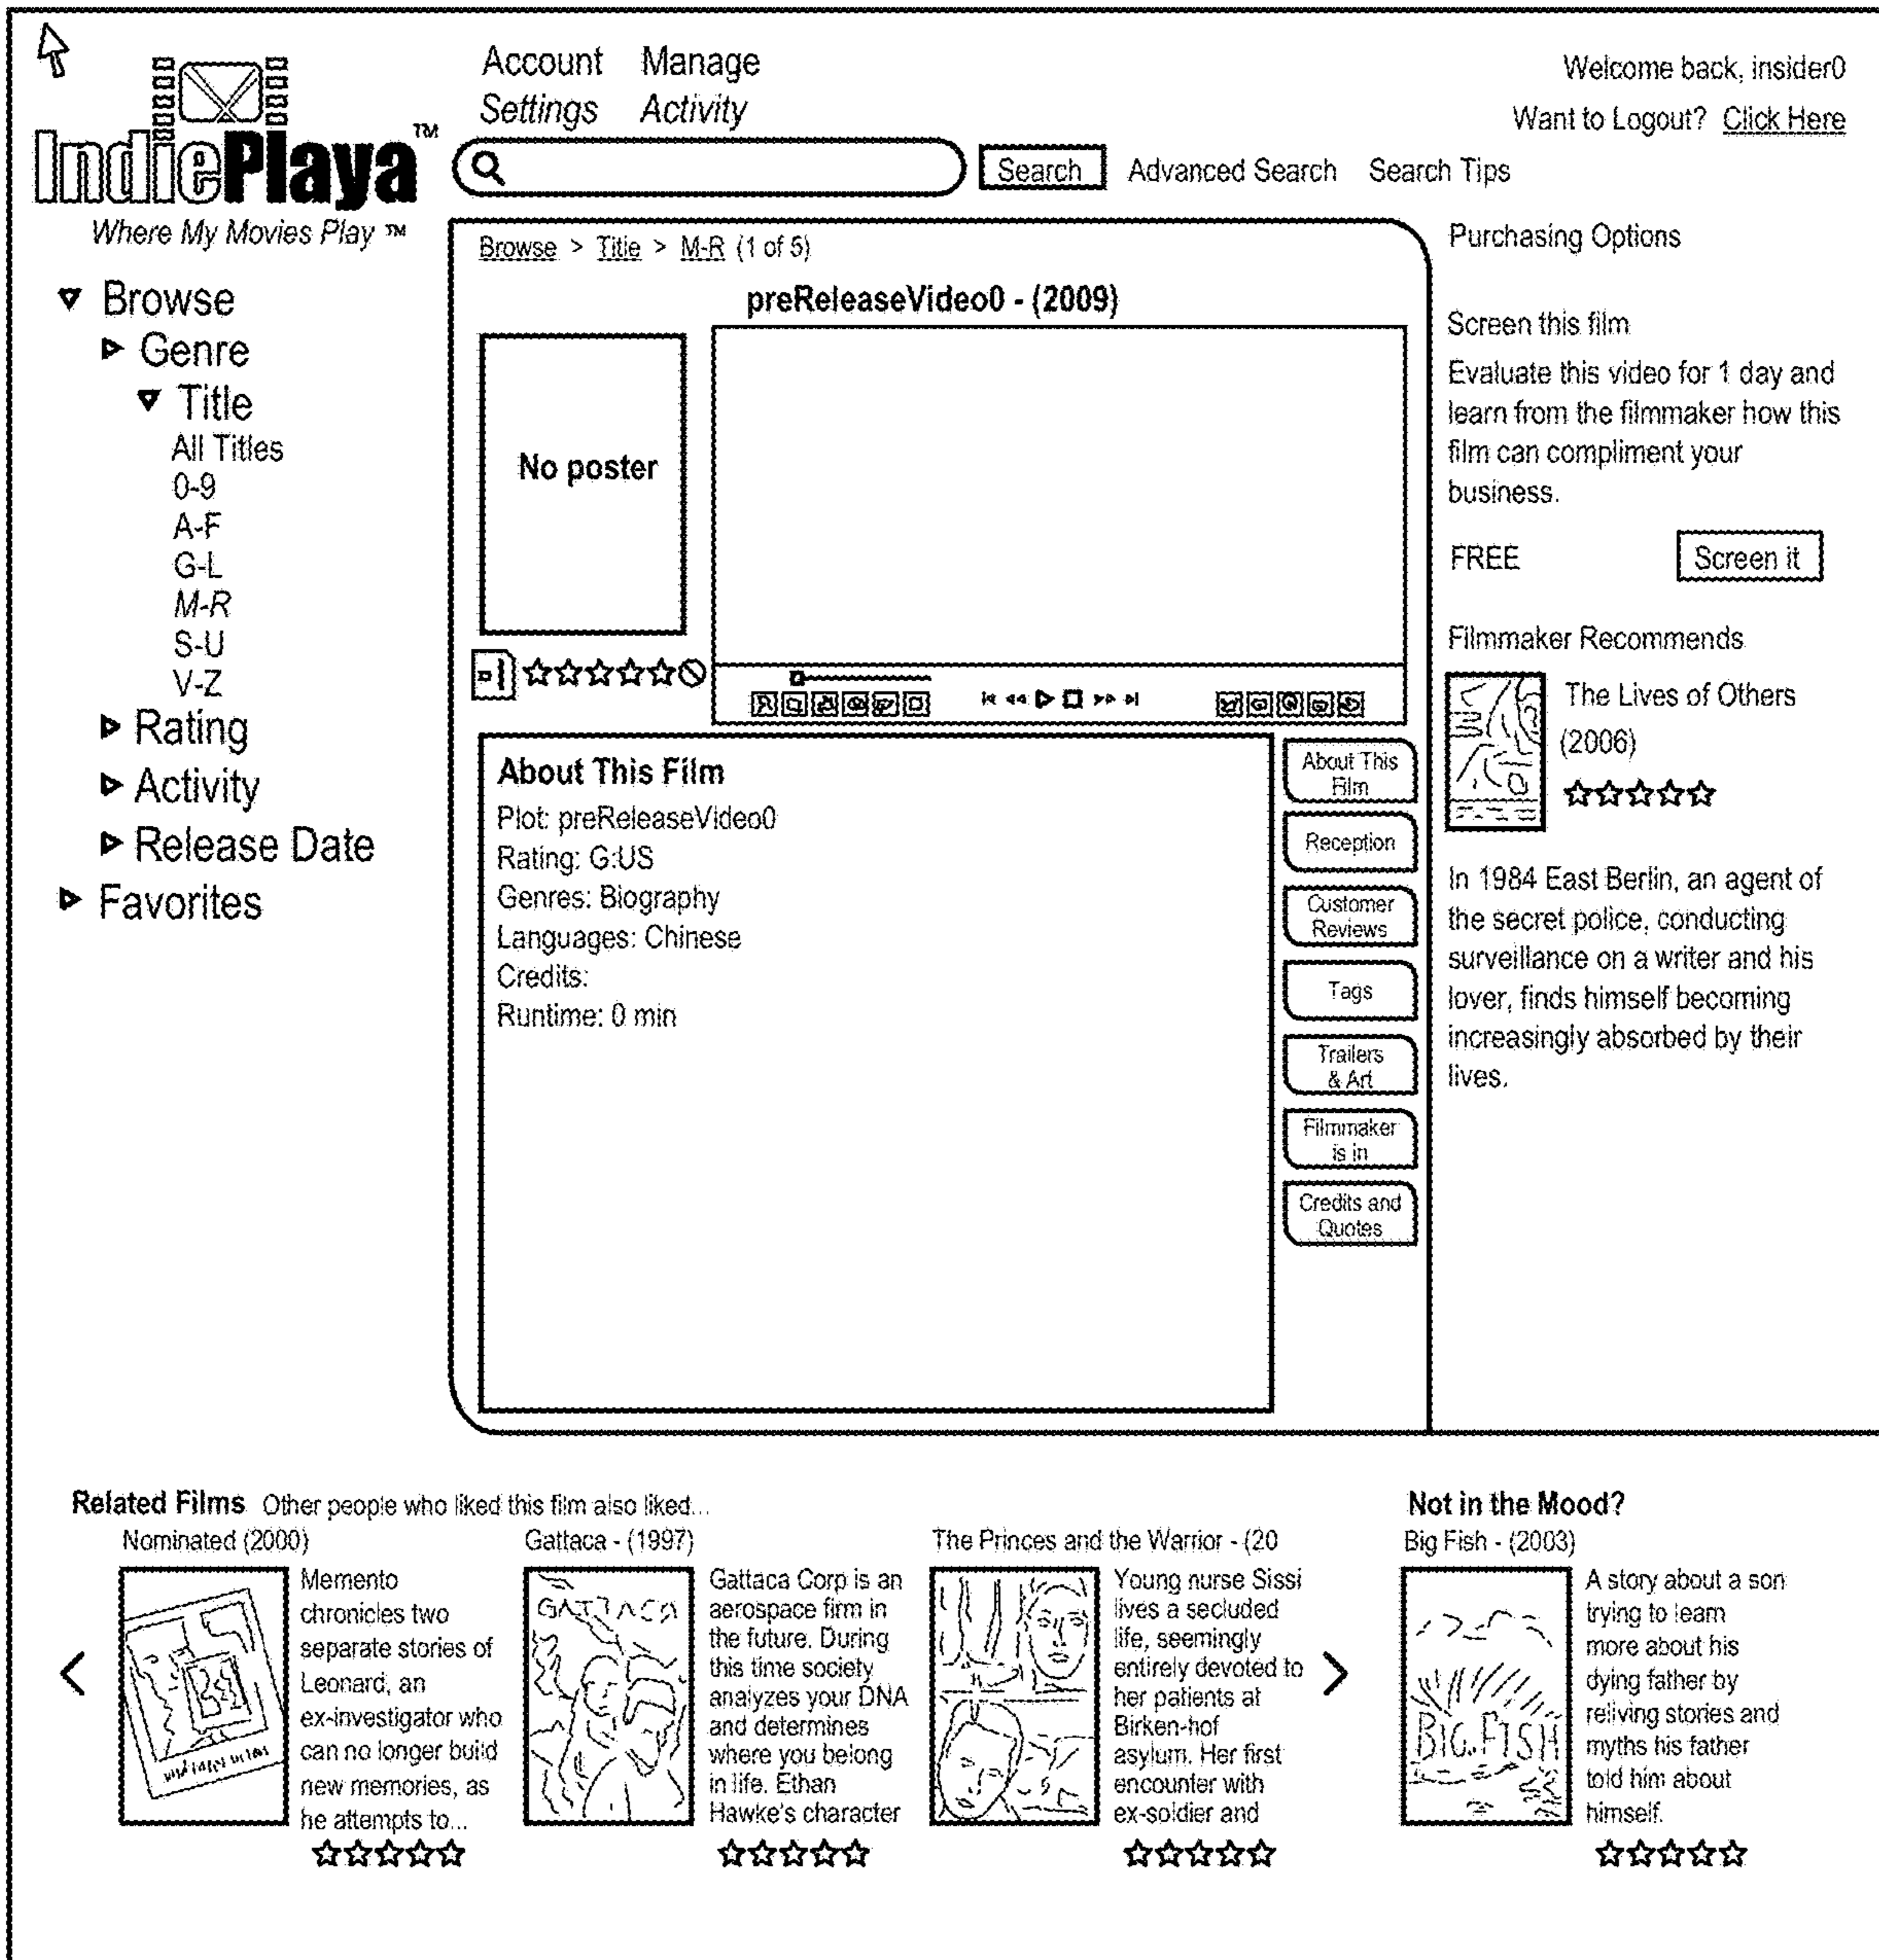 Account Manage
Settings Activity
Welcome back, insider0
Want to Logout? Click Here
IndiePlaya™
Where My Movies Play ™
Search Advanced Search Search Tips
Browse
Genre
Title
All Titles
0-9
A-F
G-L
M-R
S-U
V-Z
Rating
Activity
Release Date
Favorites
Browse > Title > M-R (1 of 5)
preReleaseVideo0 - (2009)
No poster
About This Film
Plot: preReleaseVideo0
Rating: G:US
Genres: Biography
Languages: Chinese
Credits:
Runtime: 0 min
About This
Film
Reception
Customer
Reviews
Tags
Trailers
& Art
Filmmaker
is in
Credits and
Quotes
Purchasing Options
Screen this film
Evaluate this video for 1 day and
learn from the filmmaker how this
film can compliment your
business.
FREE Screen it
Filmmaker Recommends
The Lives of Others
(2006)
In 1984 East Berlin, an agent of
the secret police, conducting
surveillance on a writer and his
lover, finds himself becoming
increasingly absorbed by their
lives.
Related Films Other people who liked this film also liked...
Nominated (2000)
Memento
chronicles two
separate stories of
Leonard, an
ex-investigator who
can no longer build
new memories, as
he attempts to...
Gattaca - (1997)
GATTACA
Gattaca Corp is an
aerospace firm in
the future. During
this time society
analyzes your DNA
and determines
where you belong
in life. Ethan
Hawke's character
The Princes and the Warrior - (20
Young nurse Sissi
lives a secluded
life, seemingly
entirely devoted to
her patients at
Birken-hof
asylum. Her first
encounter with
ex-soldier and
Not in the Mood?
Big Fish - (2003)
BIG FISH
A story about a son
trying to learn
more about his
dying father by
reliving stories and
myths his father
told him about
himself.